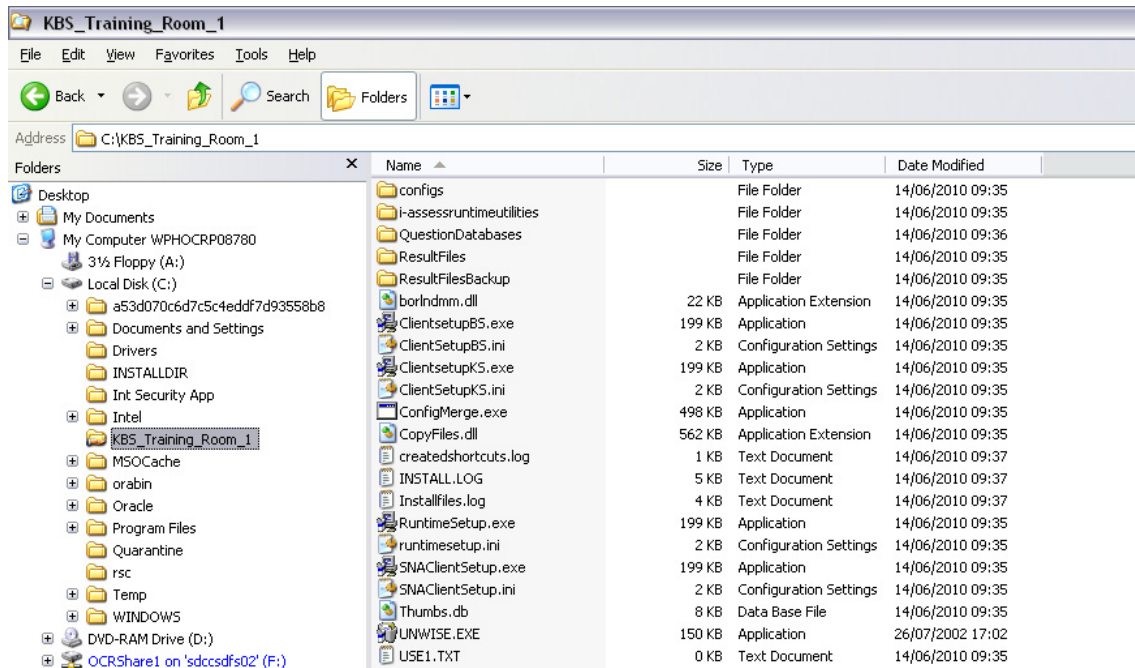 KBS_Training_Room_1
File Edit View Favorites Tools Help
Back Search Folders
Address C:\KBS_Training_Room_1
Folders
Desktop
My Documents
My Computer WPHOCRP08780
3½ Floppy (A:)
Local Disk (C:)
a53d070c6d7c5c4eddf7d93558b8
Documents and Settings
Drivers
INSTALLDIR
Int Security App
Intel
KBS_Training_Room_1
MSOCache
orabin
Oracle
Program Files
Quarantine
rsc
Temp
WINDOWS
DVD-RAM Drive (D:)
OCRShare1 on 'sdccsdfs02' (F:)
Name Size Type Date Modified
configs File Folder 14/06/2010 09:35
i-assessruntimeutilities File Folder 14/06/2010 09:35
QuestionDatabases File Folder 14/06/2010 09:36
ResultFiles File Folder 14/06/2010 09:35
ResultFilesBackup File Folder 14/06/2010 09:35
borlndmm.dll 22 KB Application Extension 14/06/2010 09:35
ClientsetupBS.exe 199 KB Application 14/06/2010 09:35
ClientSetupBS.ini 2 KB Configuration Settings 14/06/2010 09:35
ClientsetupKS.exe 199 KB Application 14/06/2010 09:35
ClientSetupKS.ini 2 KB Configuration Settings 14/06/2010 09:35
ConfigMerge.exe 498 KB Application 14/06/2010 09:35
CopyFiles.dll 562 KB Application Extension 14/06/2010 09:35
createdshortcuts.log 1 KB Text Document 14/06/2010 09:37
INSTALL.LOG 5 KB Text Document 14/06/2010 09:37
Installfiles.log 4 KB Text Document 14/06/2010 09:37
RuntimeSetup.exe 199 KB Application 14/06/2010 09:35
runtimesetup.ini 2 KB Configuration Settings 14/06/2010 09:35
SNAClientSetup.exe 199 KB Application 14/06/2010 09:35
SNAClientSetup.ini 2 KB Configuration Settings 14/06/2010 09:35
Thumbs.db 8 KB Data Base File 14/06/2010 09:35
UNWISE.EXE 150 KB Application 26/07/2002 17:02
USE1.TXT 0 KB Text Document 14/06/2010 09:35